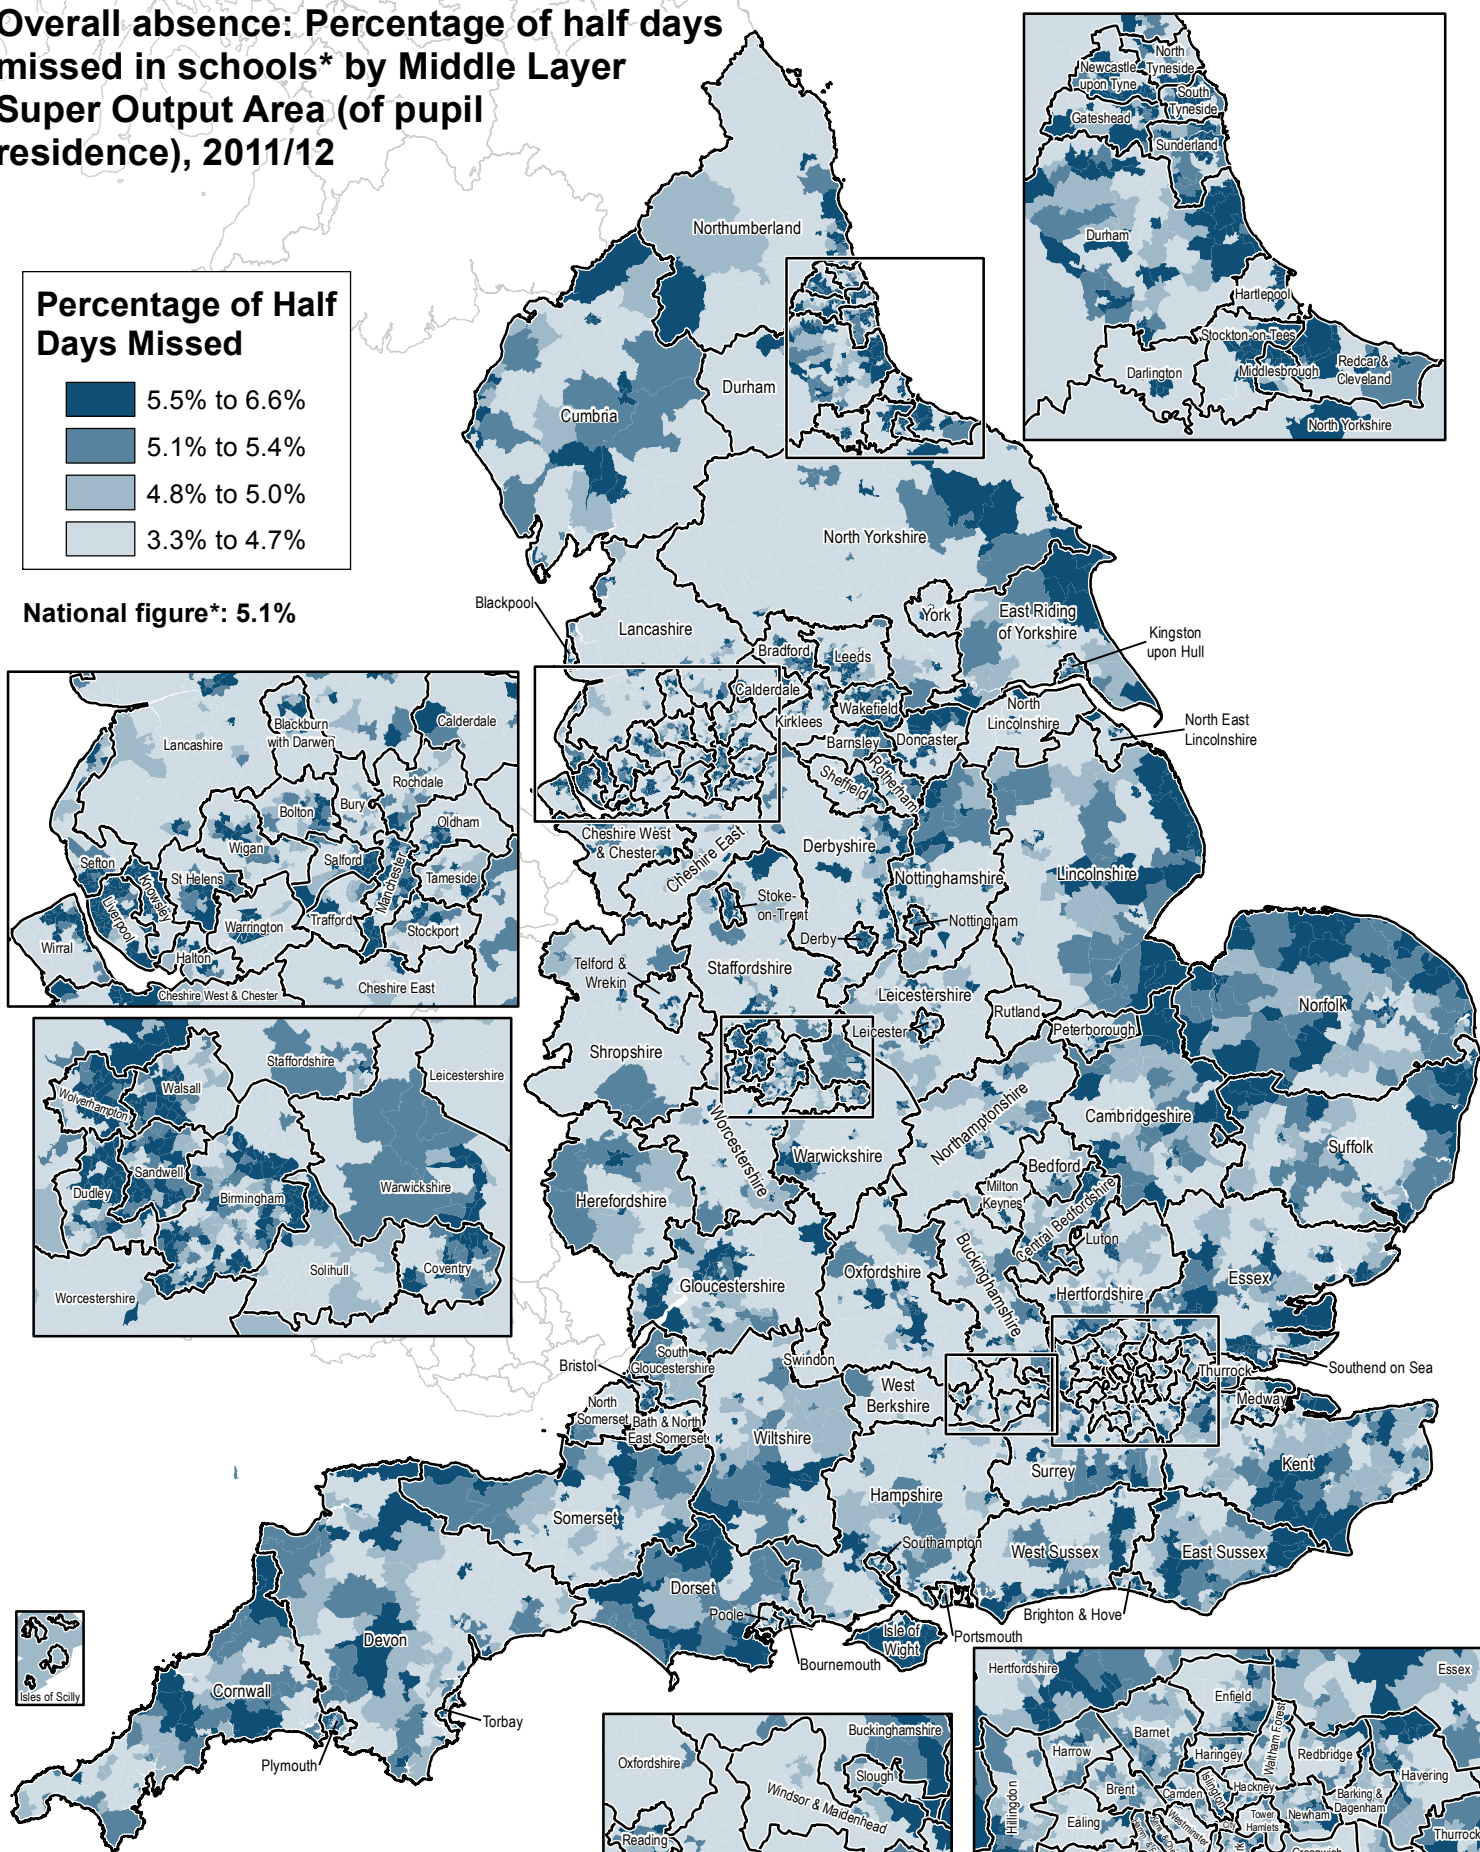 Overall absence: Percentage of half days
missed in schools* by Middle Layer
Super Output Area (of pupil
residence), 2011/12
Percentage of Half
Days Missed
5.5% to 6.6%
5.1% to 5.4%
4.8% to 5.0%
3.3% to 4.7%
National figure*: 5.1%
North
Tyneside
Newcastle
upon Tyne
South
Tyneside
Gateshead
Sunderland
Durham
Hartlepool
Stockton-on-Tees
Redcar &
Cleveland
Darlington
Middlesbrough
North Yorkshire
Northumberland
Durham
Cumbria
North Yorkshire
Blackpool
Lancashire
York
East Riding
of Yorkshire
Kingston
upon Hull
Bradford
Leeds
Calderdale
Kirklees
Wakefield
North
Lincolnshire
North East
Lincolnshire
Barnsley
Doncaster
Rotherham
Sheffield
Cheshire West
& Chester
Cheshire East
Derbyshire
Nottinghamshire
Lincolnshire
Stoke-
on-Trent
Nottingham
Derby
Telford &
Wrekin
Staffordshire
Leicestershire
Rutland
Leicester
Peterborough
Norfolk
Shropshire
Worcestershire
Warwickshire
Northamptonshire
Cambridgeshire
Suffolk
Herefordshire
Bedford
Milton
Keynes
Central Bedfordshire
Luton
Buckinghamshire
Gloucestershire
Oxfordshire
Hertfordshire
Essex
South
Gloucestershire
Bristol
Swindon
Southend on Sea
Thurrock
Medway
North
Somerset
Bath & North
East Somerset
West
Berkshire
Wiltshire
Kent
Surrey
Hampshire
Somerset
Southampton
West Sussex
East Sussex
Dorset
Poole
Brighton & Hove
Isle of
Wight
Portsmouth
Bournemouth
Devon
Cornwall
Torbay
Plymouth
Isles of Scilly
Lancashire
Blackburn
with Darwen
Calderdale
Rochdale
Bolton
Bury
Oldham
Wigan
Sefton
Salford
Manchester
Tameside
St Helens
Knowsley
Liverpool
Trafford
Warrington
Stockport
Wirral
Halton
Cheshire West & Chester
Cheshire East
Staffordshire
Leicestershire
Walsall
Wolverhampton
Sandwell
Dudley
Birmingham
Warwickshire
Solihull
Coventry
Worcestershire
Oxfordshire
Buckinghamshire
Slough
Windsor & Maidenhead
Reading
Hertfordshire
Essex
Enfield
Barnet
Waltham Forest
Harrow
Haringey
Redbridge
Havering
Brent
Camden
Islington
Hackney
Barking &
Dagenham
Hillingdon
Ealing
Westminster
City
Tower
Hamlets
Newham
Thurrock